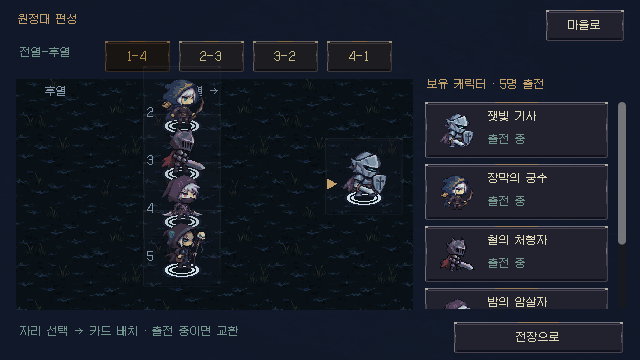 원정대 편성
마을로
전열-후열
1-4
2-3
3-2
4-1
보유 캐릭터 · 5명 출전
후열
열 →
2
3
4
5
잿빛 기사
출전 중
장막의 궁수
출전 중
철의 처형자
출전 중
밤의 암살자
자리 선택 → 카드 배치 · 출전 중이면 교환
전장으로